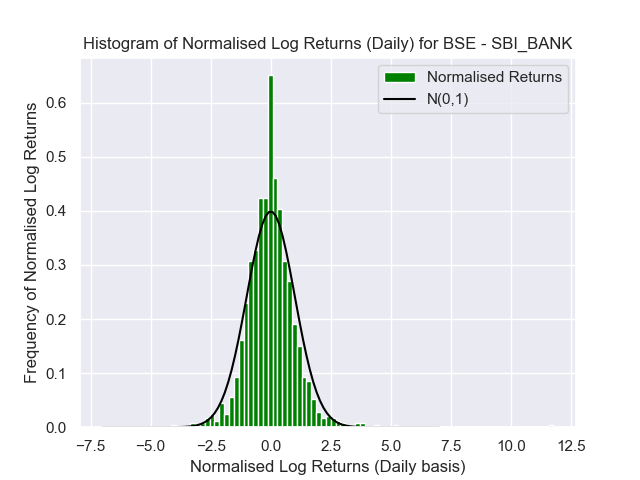 Histogram of Normalised Log Returns (Daily) for BSE - SBI_BANK
Normalised Returns
N(0,1)
Frequency of Normalised Log Returns
0.6
0.5
0.4
0.3
0.2
0.1
0.0
−7.5 −5.0 −2.5 0.0 2.5 5.0 7.5 10.0 12.5
Normalised Log Returns (Daily basis)